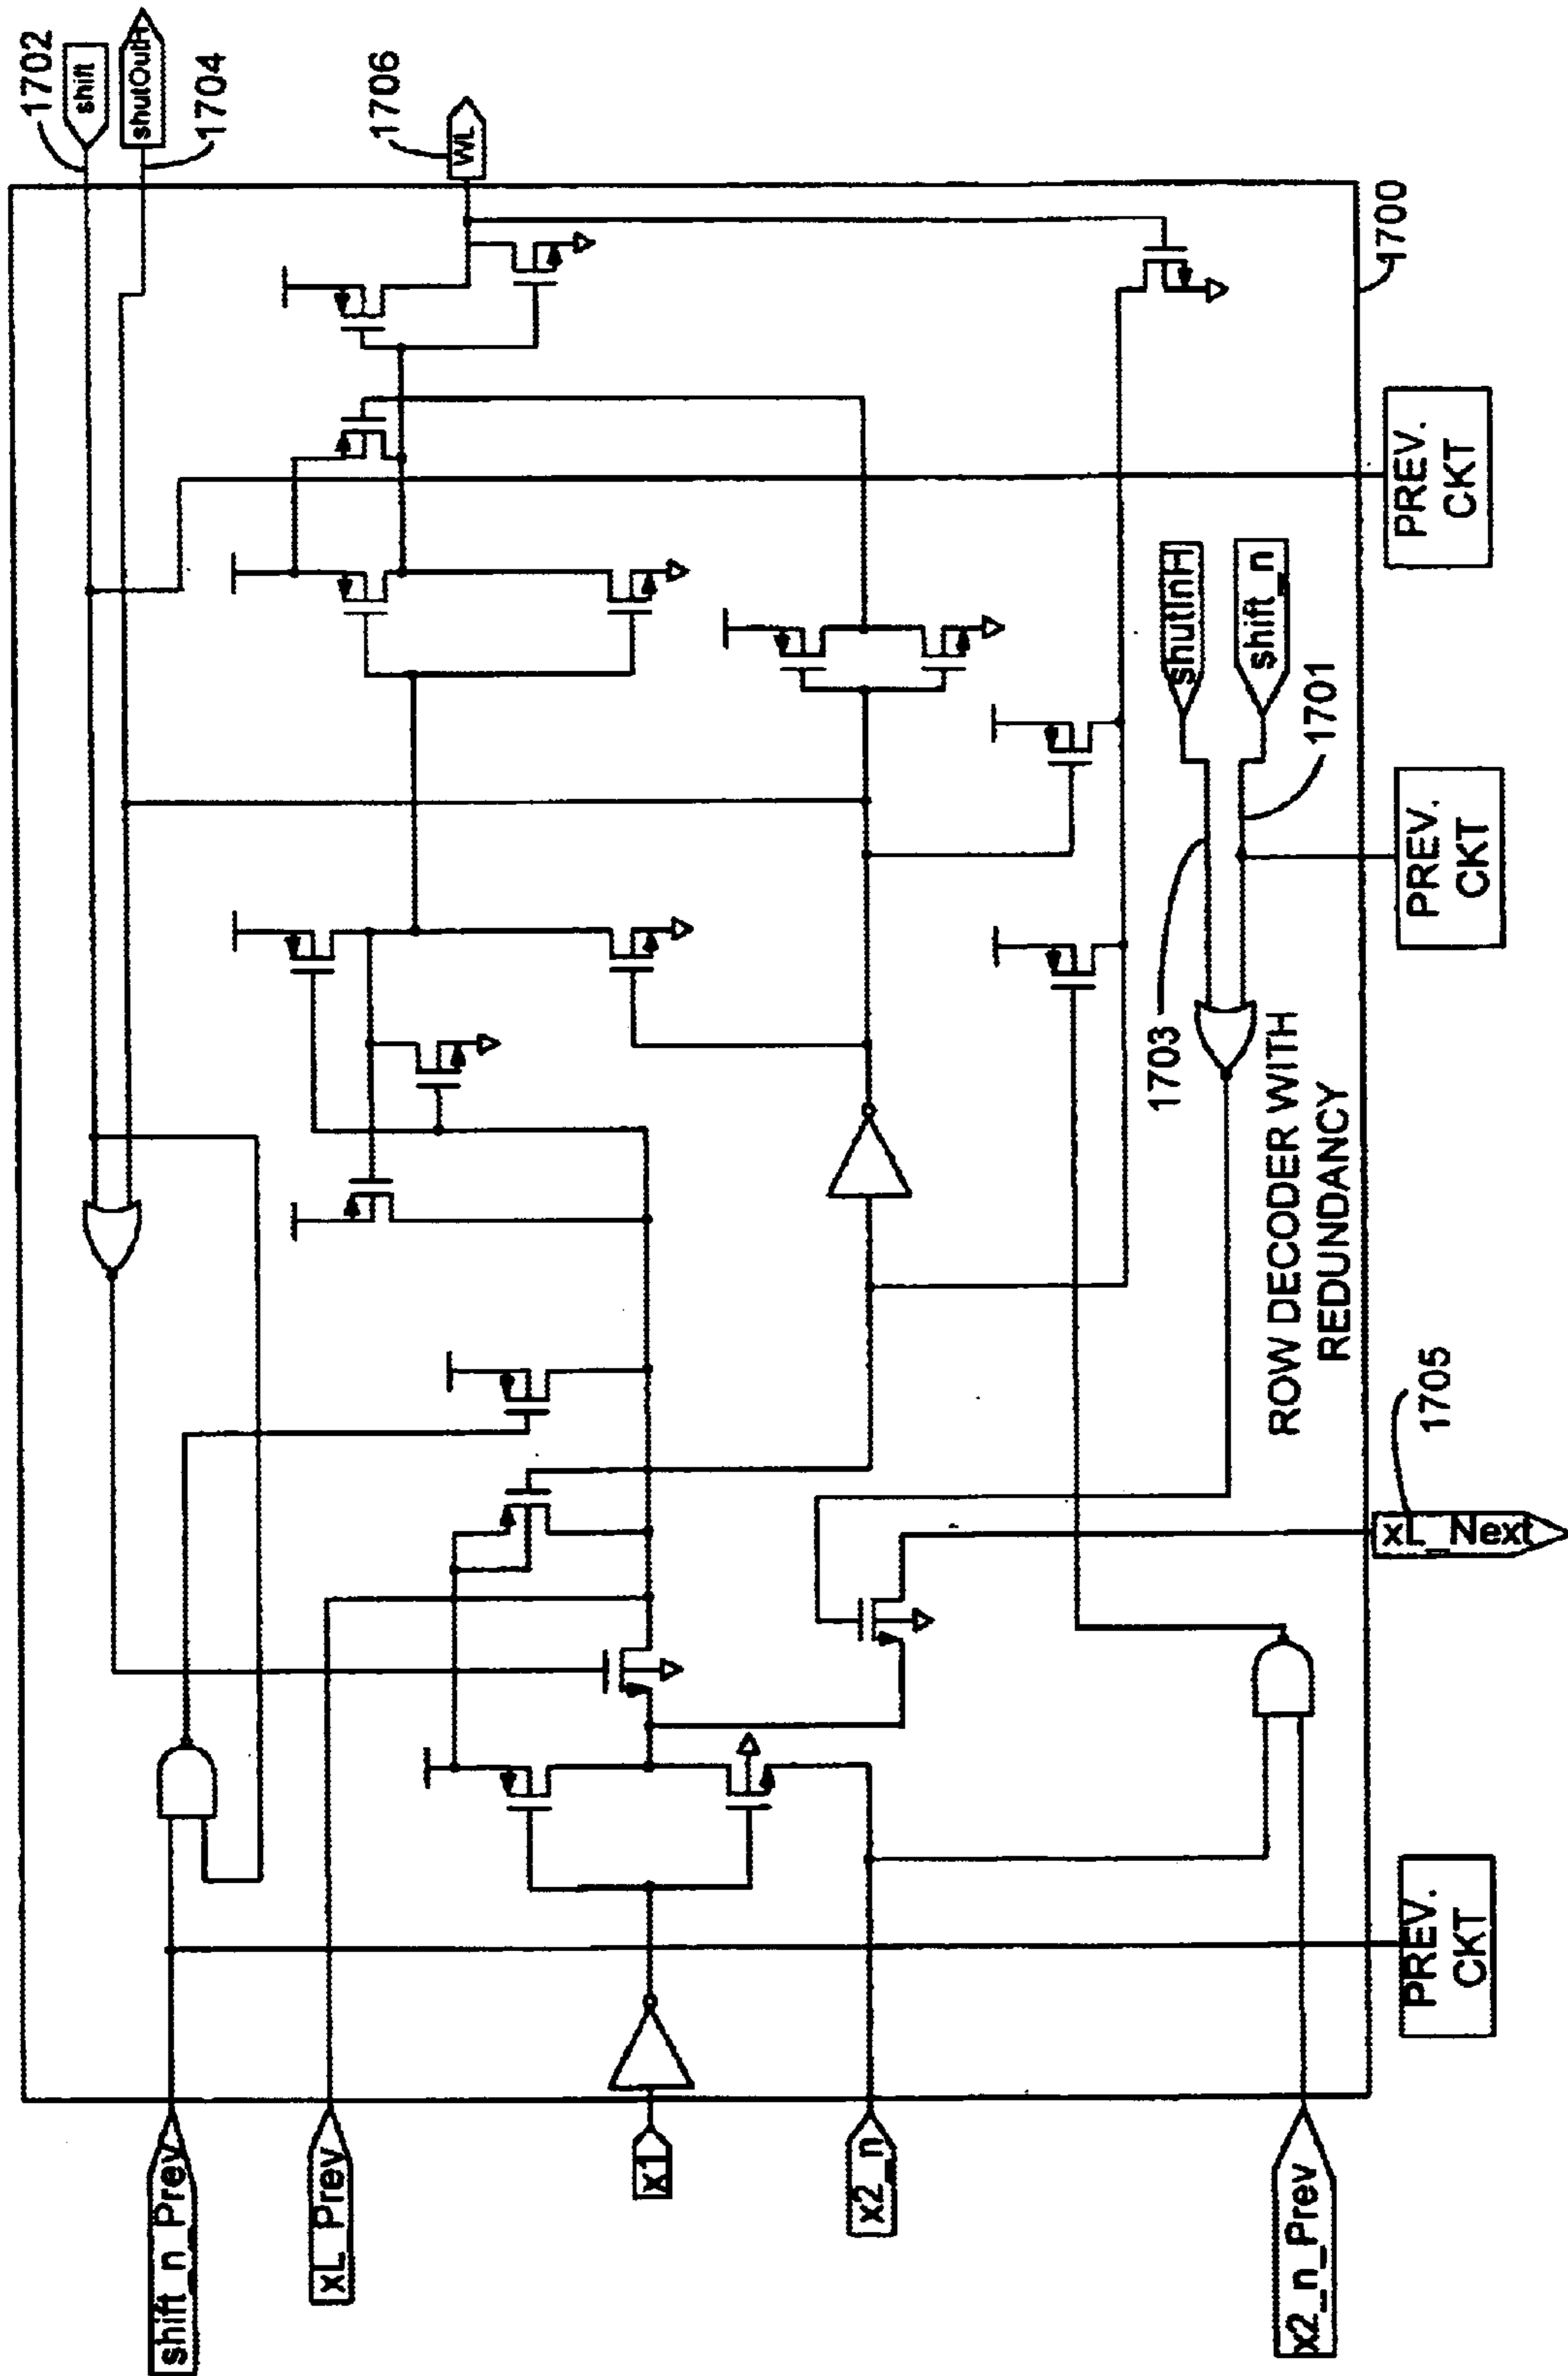 1702
shift
shutOutH
1704
1706
WL
1700
PREV.
CKT
shutInH
shift_n
1701
PREV.
CKT
1703
ROW DECODER WITH
REDUNDANCY
1705
xL_Next
PREV.
CKT
shift_n_Prev
xL_Prev
x1
x2_n
x2_n_Prev